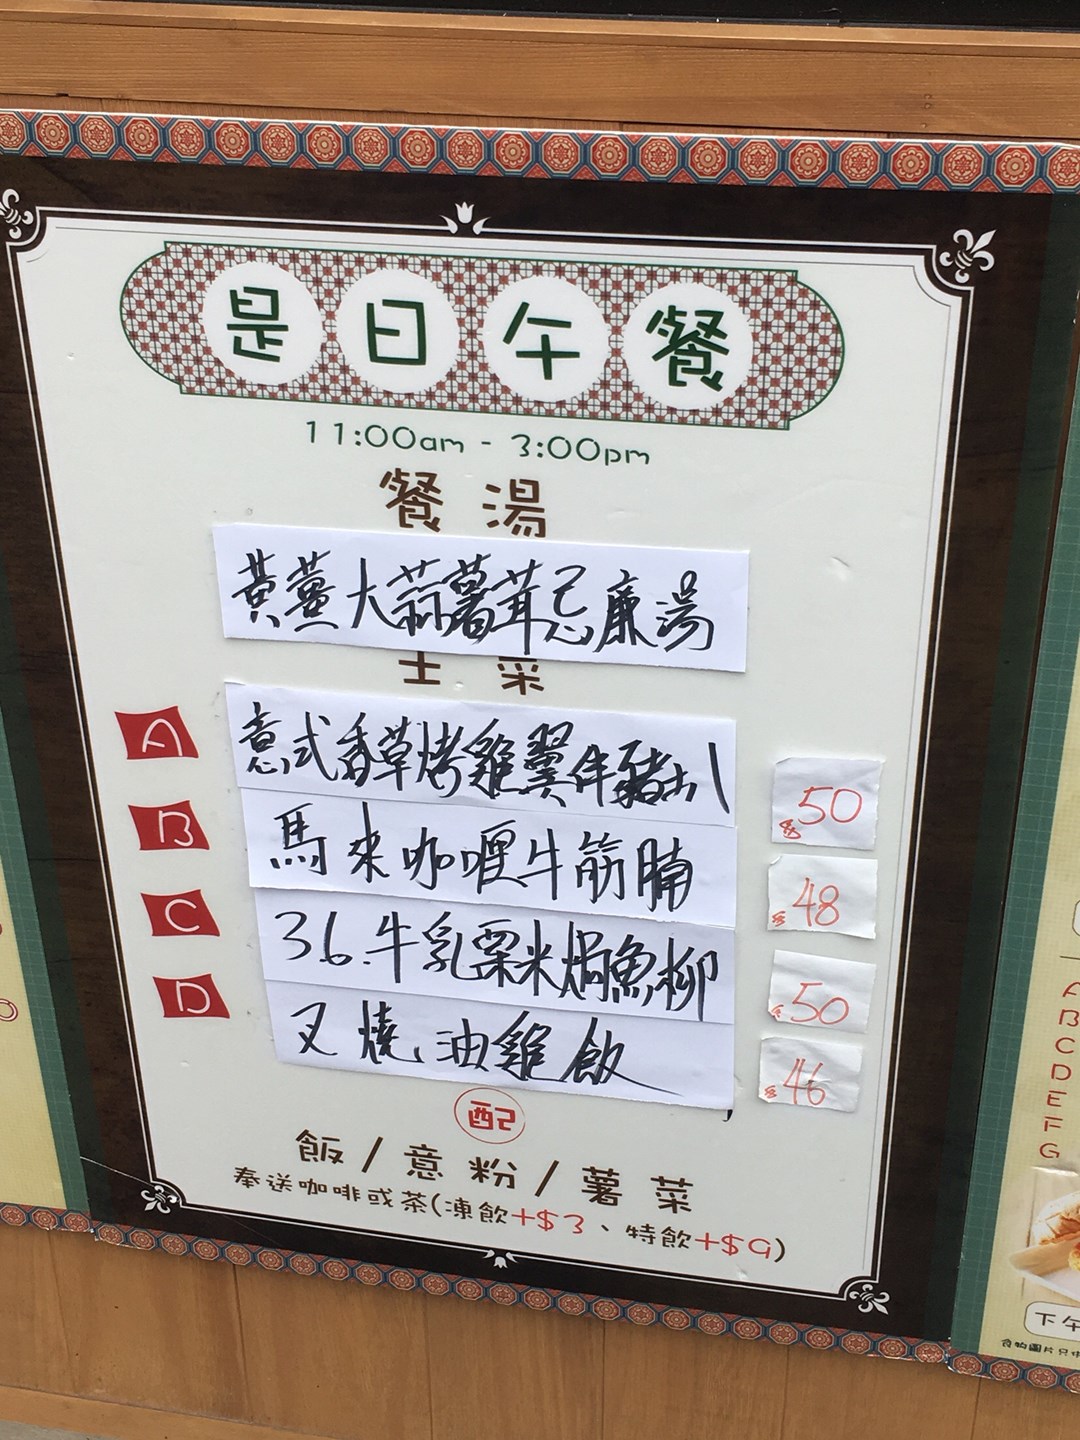 是日午餐
11:00am - 3:00pm
餐湯
黃薑大蒜薯茸忌廉湯
主菜
A 意式香草烤雞翼伴豬扒 $50
B 馬來咖喱牛筋腩 $48
C 36.牛乳粟米焗魚柳 $50
D 叉燒油雞飯 $46
配
飯/意粉/薯菜
奉送咖啡或茶(凍飲+$3、特飲+$9)
A
B
C
D
E
F
G
下午